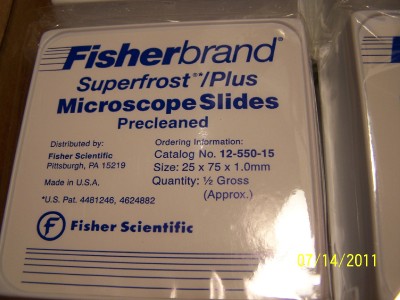 Fisherbrand®
Superfrost®*/Plus
Microscope Slides
Precleaned
Distributed by:
Fisher Scientific
Pittsburgh, PA 15219
Made in U.S.A.
*U.S. Pat. 4481246, 4624882
Ordering Information:
Catalog No. 12-550-15
Size: 25 x 75 x 1.0mm
Quantity: ½ Gross
(Approx.)
f Fisher Scientific
07/14/2011